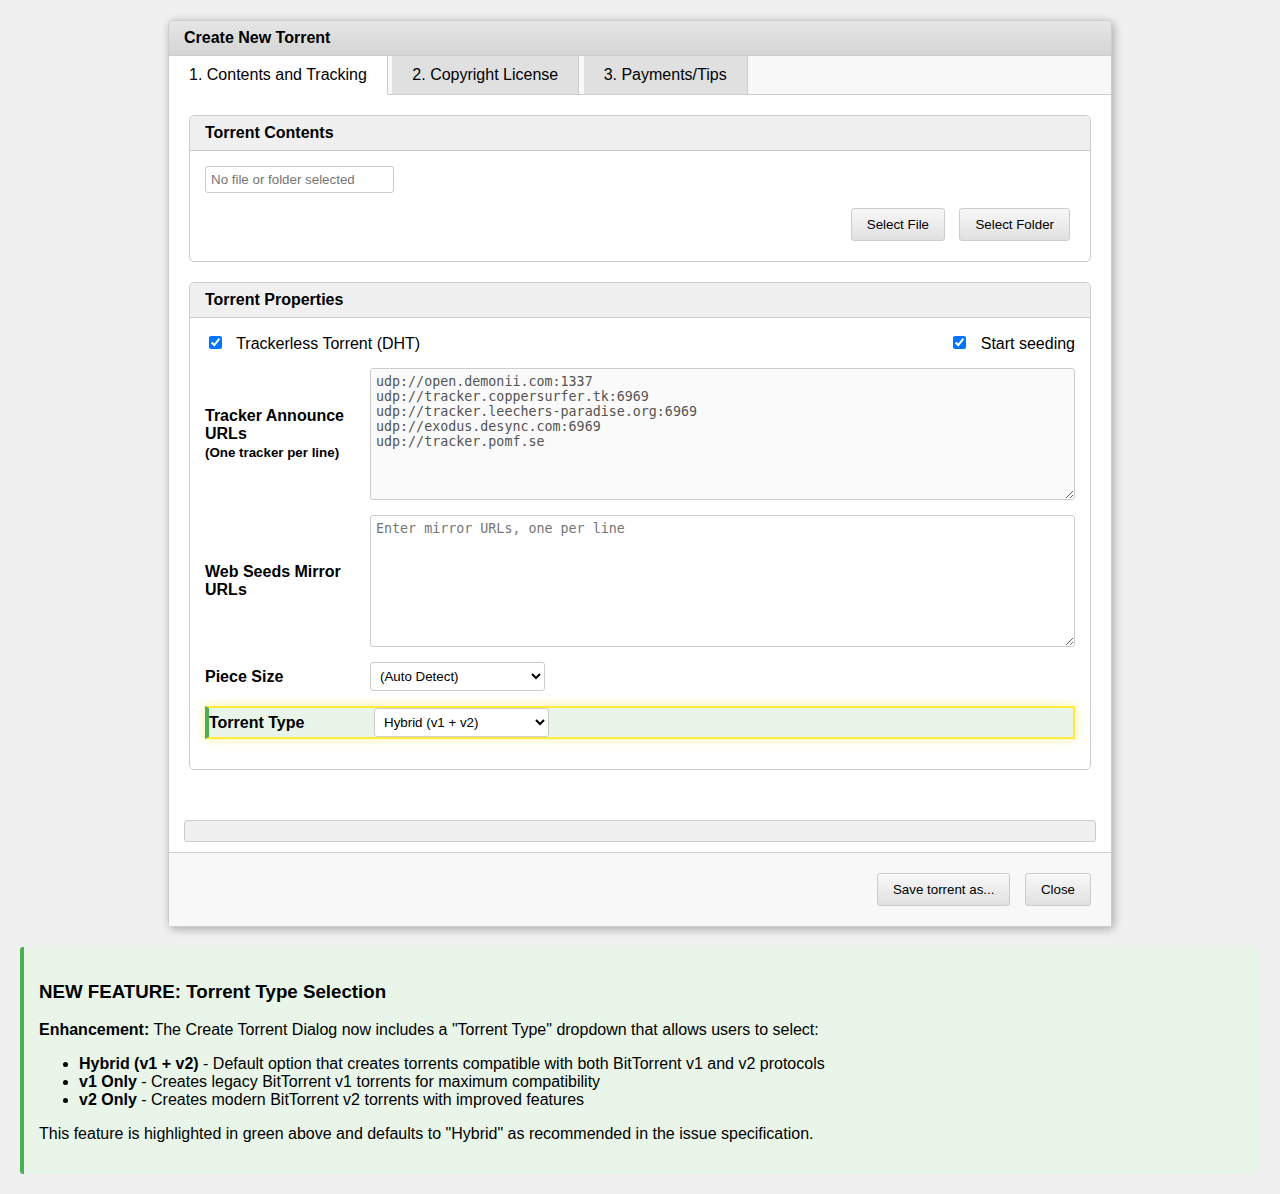 Create New Torrent
1. Contents and Tracking
2. Copyright License
3. Payments/Tips
Torrent Contents
No file or folder selected
Select File
Select Folder
Torrent Properties
Trackerless Torrent (DHT)
Start seeding
Tracker Announce
URLs
(One tracker per line)
udp://open.demonii.com:1337
udp://tracker.coppersurfer.tk:6969
udp://tracker.leechers-paradise.org:6969
udp://exodus.desync.com:6969
udp://tracker.pomf.se
Web Seeds Mirror
URLs
Enter mirror URLs, one per line
Piece Size
(Auto Detect)
Torrent Type
Hybrid (v1 + v2)
Save torrent as...
Close
NEW FEATURE: Torrent Type Selection
Enhancement: The Create Torrent Dialog now includes a "Torrent Type" dropdown that allows users to select:
Hybrid (v1 + v2) - Default option that creates torrents compatible with both BitTorrent v1 and v2 protocols
v1 Only - Creates legacy BitTorrent v1 torrents for maximum compatibility
v2 Only - Creates modern BitTorrent v2 torrents with improved features
This feature is highlighted in green above and defaults to "Hybrid" as recommended in the issue specification.